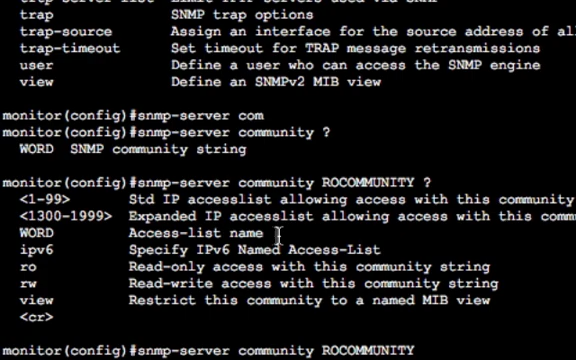 trap SNMP trap options
trap-source Assign an interface for the source address of
trap-timeout Set timeout for TRAP message retransmissions
user Define a user who can access the SNMP engine
view Define an SNMPv2 MIB view
monitor(config)#snmp-server com
monitor(config)#snmp-server community ?
WORD SNMP community string
monitor(config)#snmp-server community ROCOMMUNITY ?
<1-99> Std IP accesslist allowing access with this community
<1300-1999> Expanded IP accesslist allowing access with this
WORD Access-list name
ipv6 Specify IPv6 Named Access-List
ro Read-only access with this community string
rw Read-write access with this community string
view Restrict this community to a named MIB view
<cr>
monitor(config)#snmp-server community ROCOMMUNITY